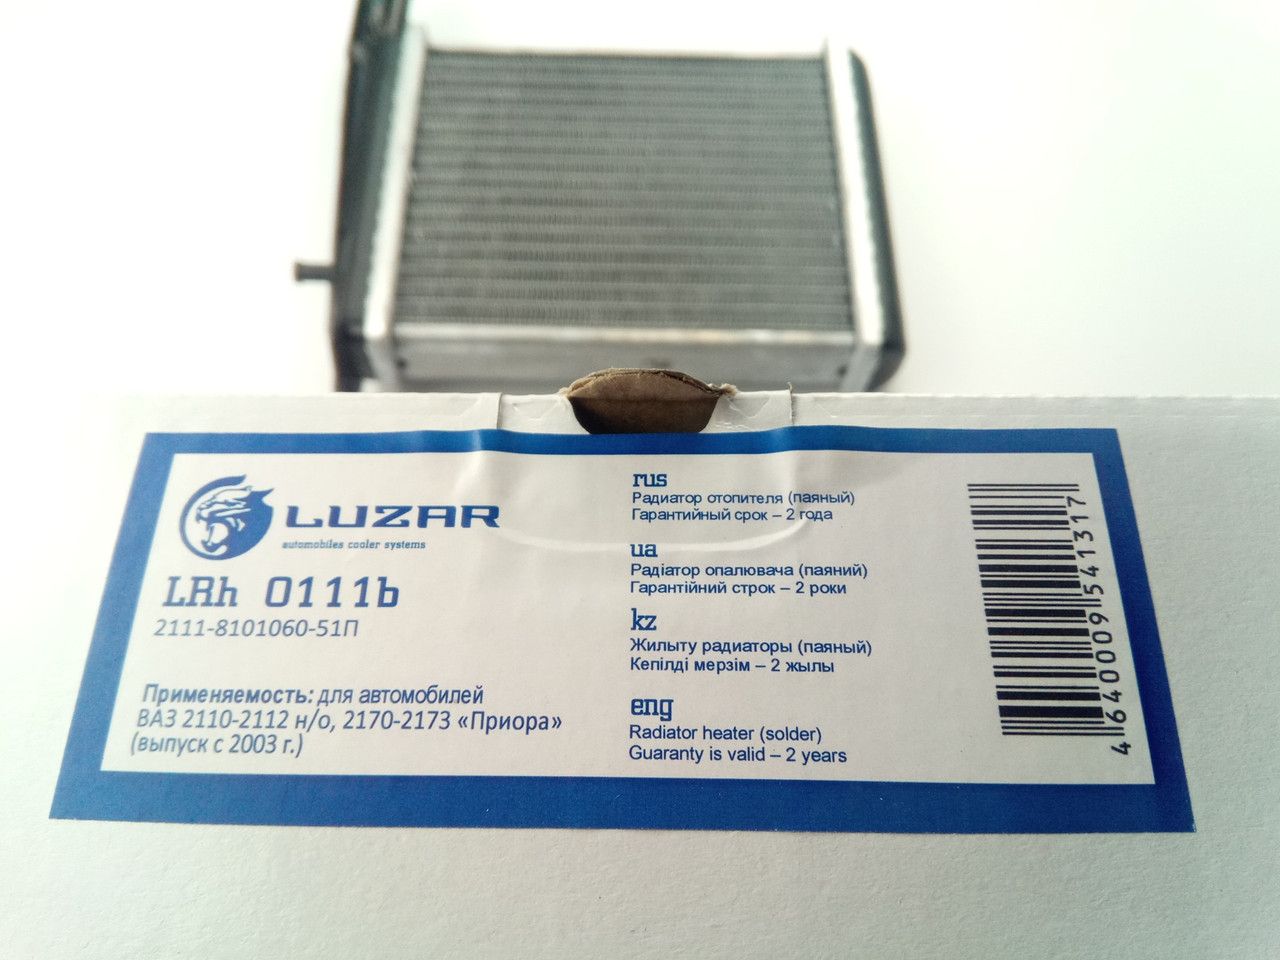 LUZAR
automobiles cooler systems
LRh 0111b
2111-8101060-51П
Применяемость: для автомобилей
ВАЗ 2110-2112 н/о, 2170-2173 «Приора»
(выпуск с 2003 г.)
rus
Радиатор отопителя (паяный)
Гарантийный срок – 2 года
ua
Радіатор опалювача (паяний)
Гарантійний строк – 2 роки
kz
Жилыту радиаторы (паяный)
Кепілді мерзім – 2 жылы
eng
Radiator heater (solder)
Guaranty is valid – 2 years
4640009541317